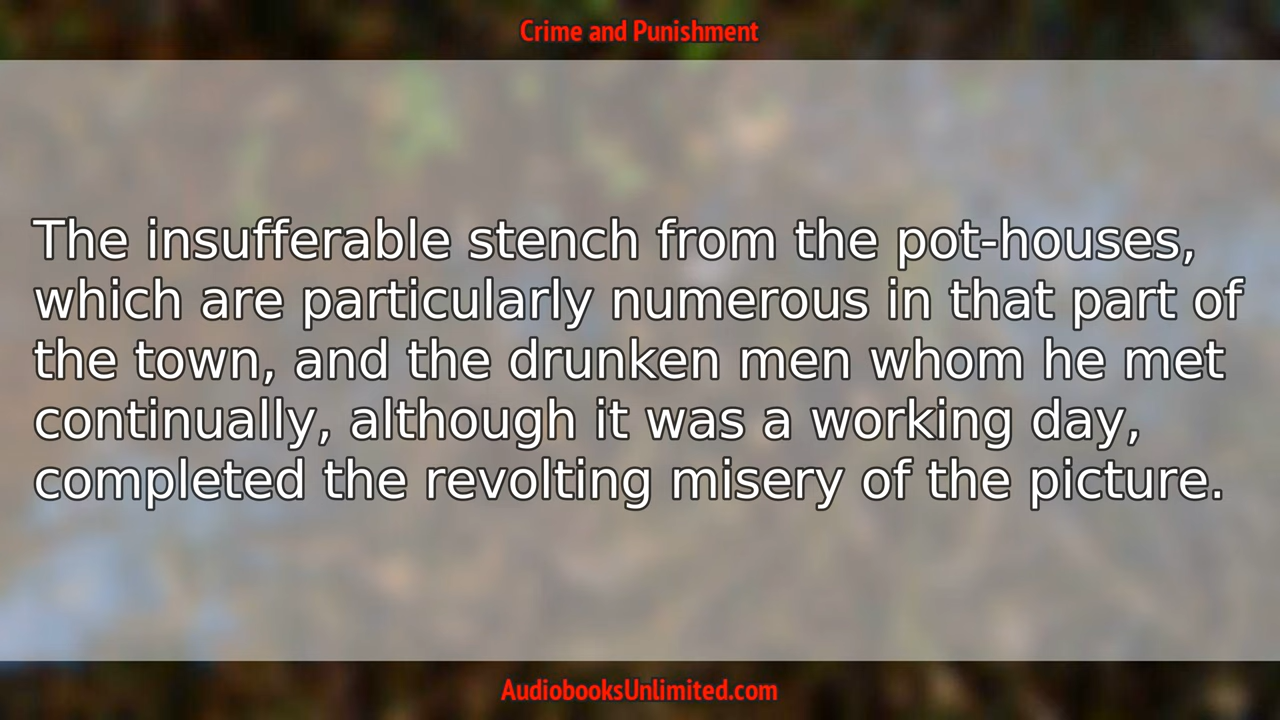 Crime and Punishment
The insufferable stench from the pot-houses,
which are particularly numerous in that part of
the town, and the drunken men whom he met
continually, although it was a working day,
completed the revolting misery of the picture.
AudiobooksUnlimited.com